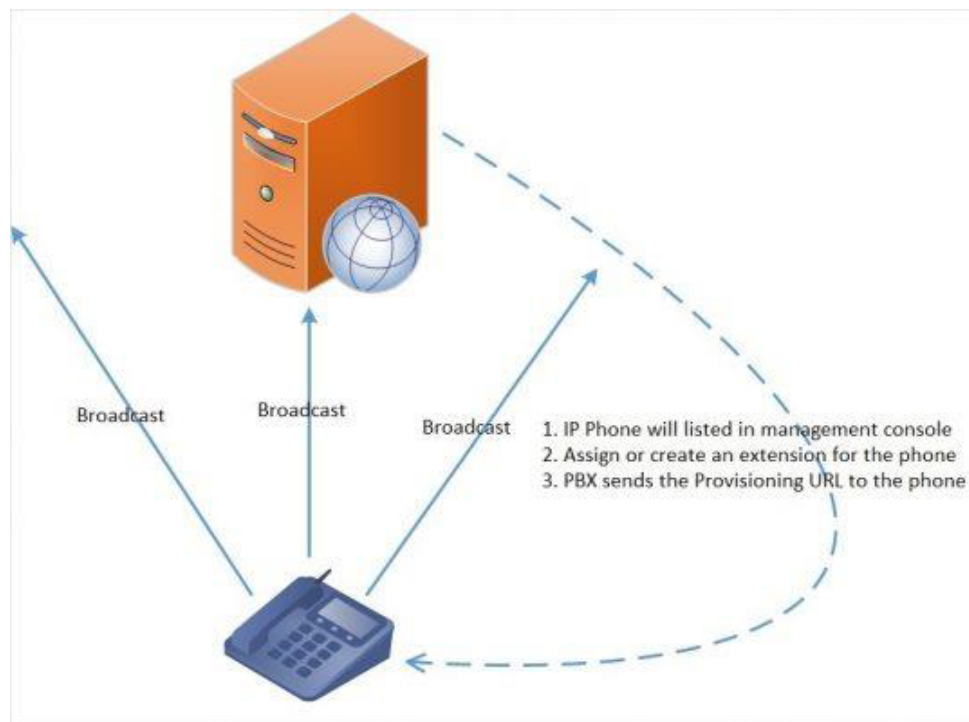 Broadcast
Broadcast
Broadcast
1. IP Phone will listed in management console
2. Assign or create an extension for the phone
3. PBX sends the Provisioning URL to the phone